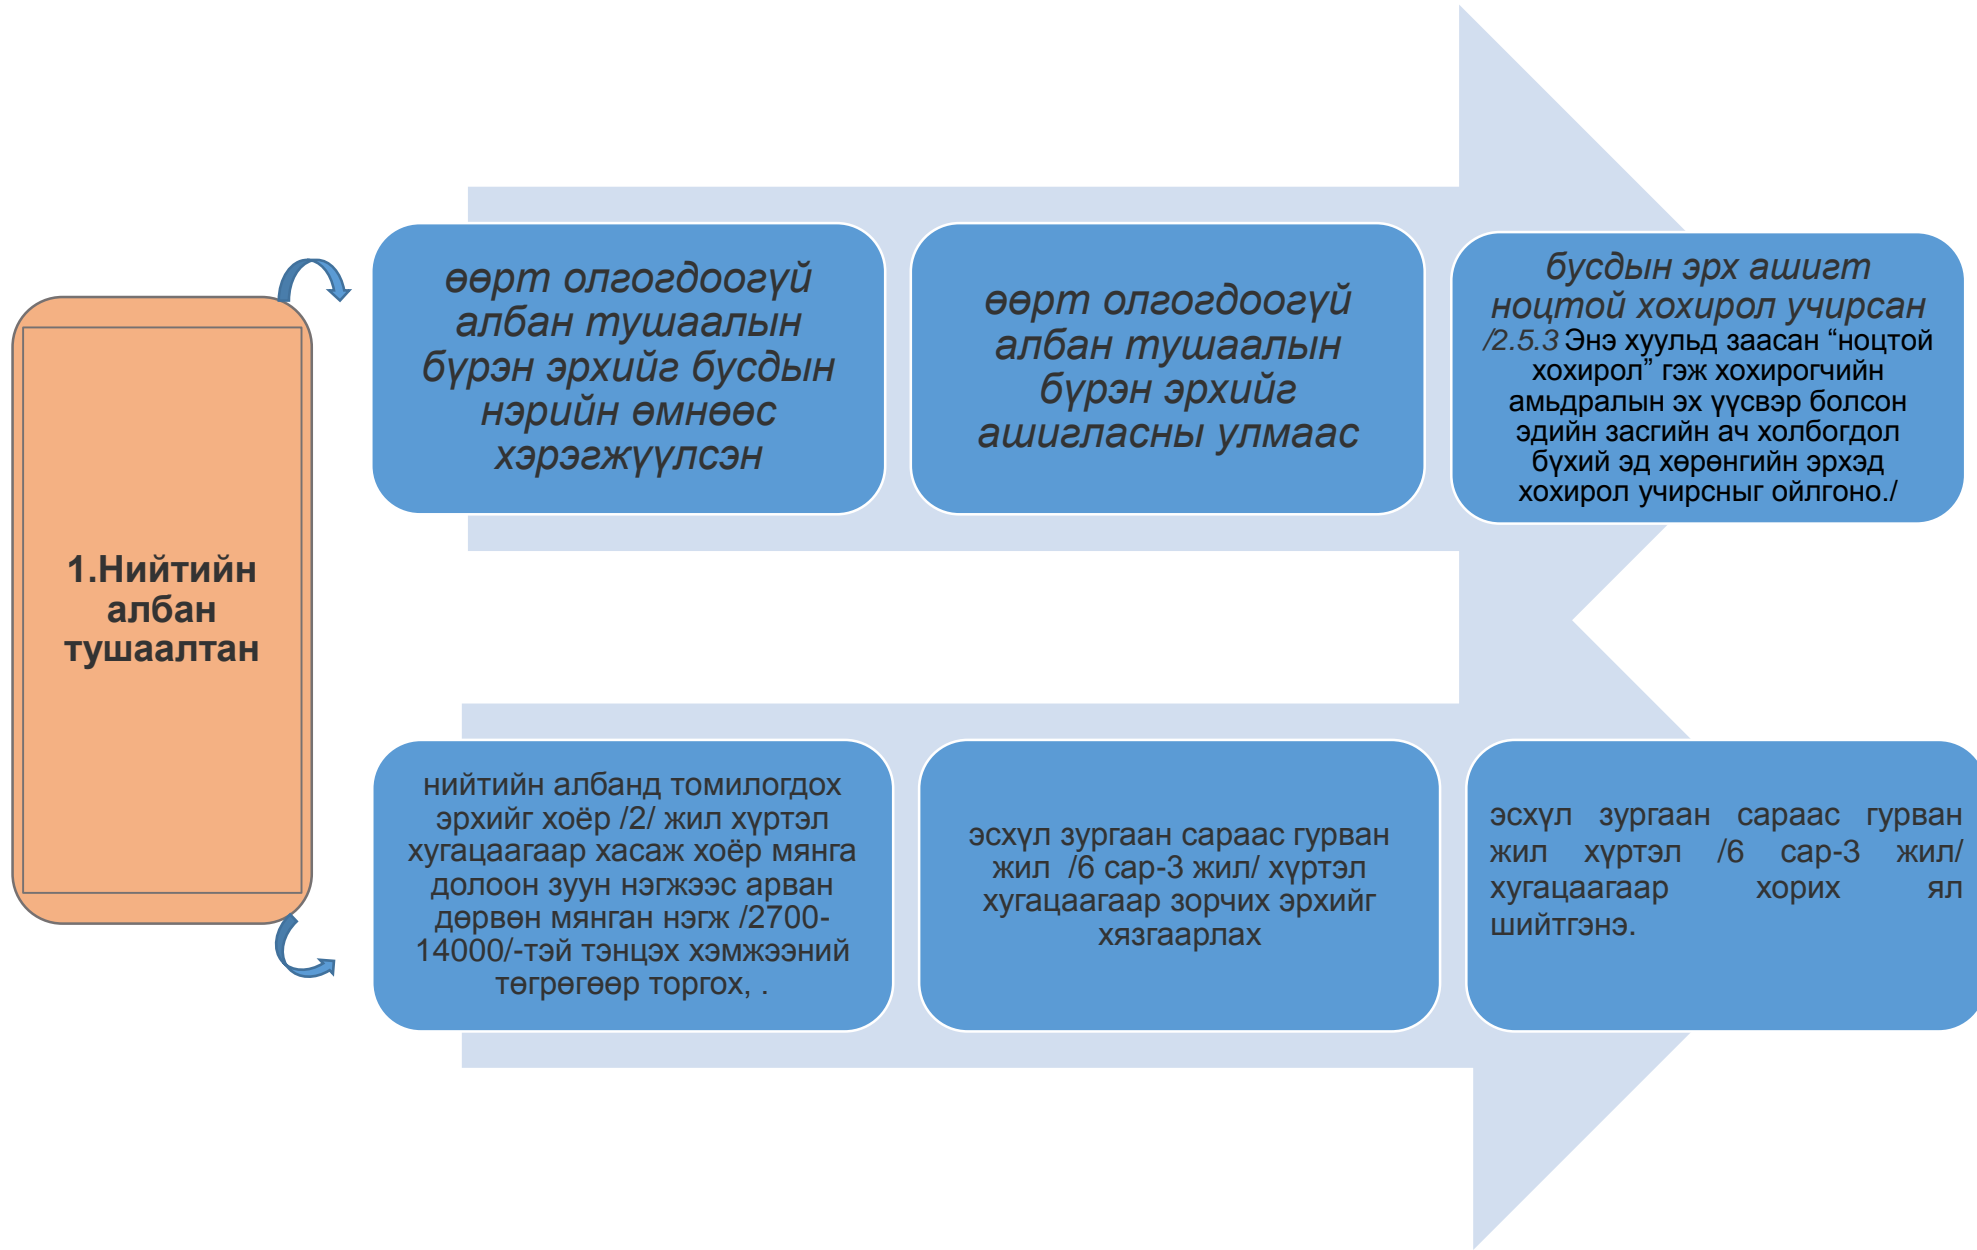 1.Нийтийн
албан
тушаалтан
өөрт олгогдоогүй
албан тушаалын
бүрэн эрхийг бусдын
нэрийн өмнөөс
хэрэгжүүлсэн
өөрт олгогдоогүй
албан тушаалын
бүрэн эрхийг
ашигласны улмаас
бусдын эрх ашигт
ноцтой хохирол учирсан
/2.5.3 Энэ хуульд заасан “ноцтой
хохирол” гэж хохирогчийн
амьдралын эх үүсвэр болсон
эдийн засгийн ач холбогдол
бүхий эд хөрөнгийн эрхэд
хохирол учирсныг ойлгоно./
нийтийн албанд томилогдох
эрхийг хоёр /2/ жил хүртэл
хугацаагаар хасаж хоёр мянга
долоон зуун нэгжээс арван
дөрвөн мянган нэгж /2700-
14000/-тэй тэнцэх хэмжээний
төгрөгөөр торгох, .
эсхүл зургаан сараас гурван
жил /6 сар-3 жил/ хүртэл
хугацаагаар зорчих эрхийг
хязгаарлах
эсхүл зургаан сараас гурван
жил хүртэл /6 сар-3 жил/
хугацаагаар хорих ял
шийтгэнэ.